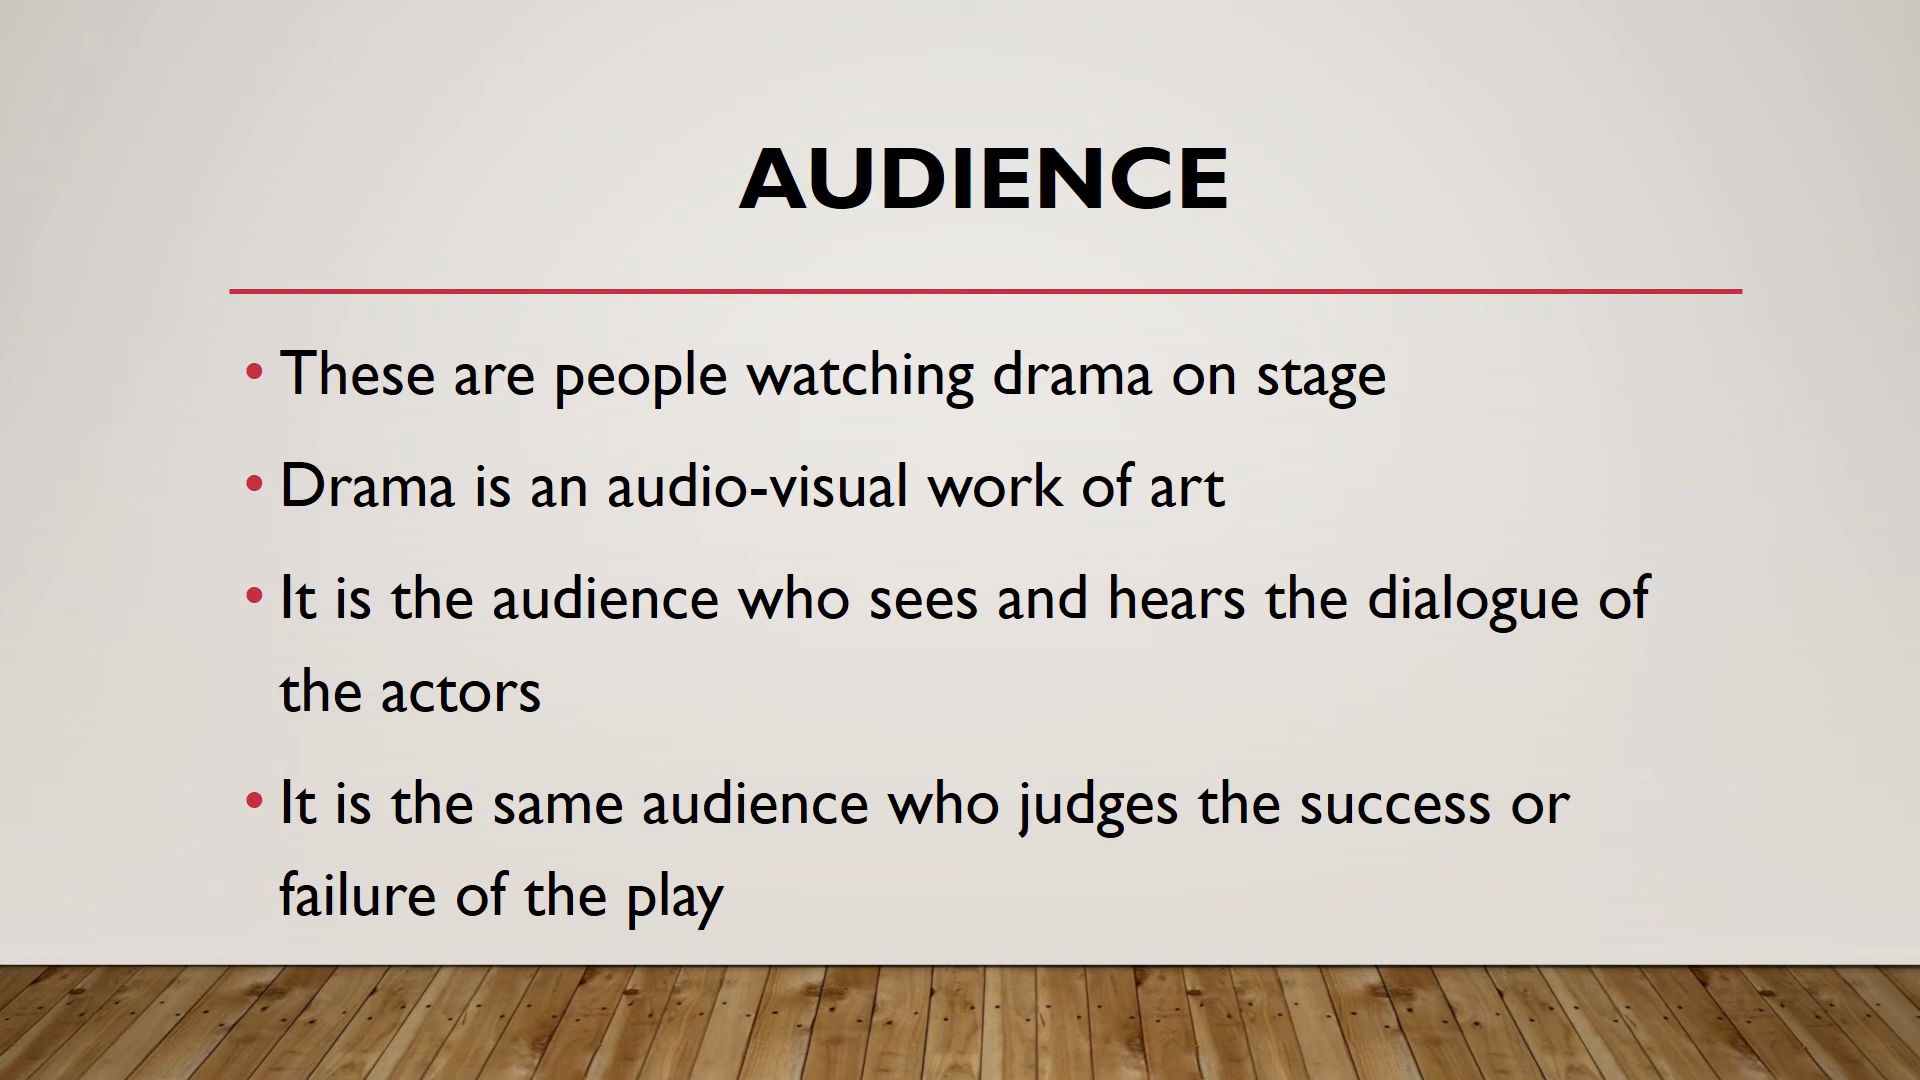 AUDIENCE
• These are people watching drama on stage
• Drama is an audio-visual work of art
• It is the audience who sees and hears the dialogue of
the actors
• It is the same audience who judges the success or
failure of the play